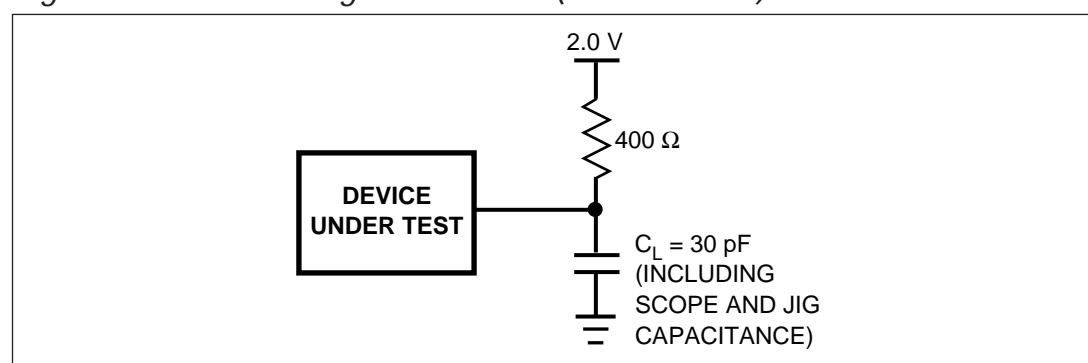 2.0 V
400 Ω
DEVICE
UNDER TEST
C_L = 30 pF
(INCLUDING
SCOPE AND JIG
CAPACITANCE)